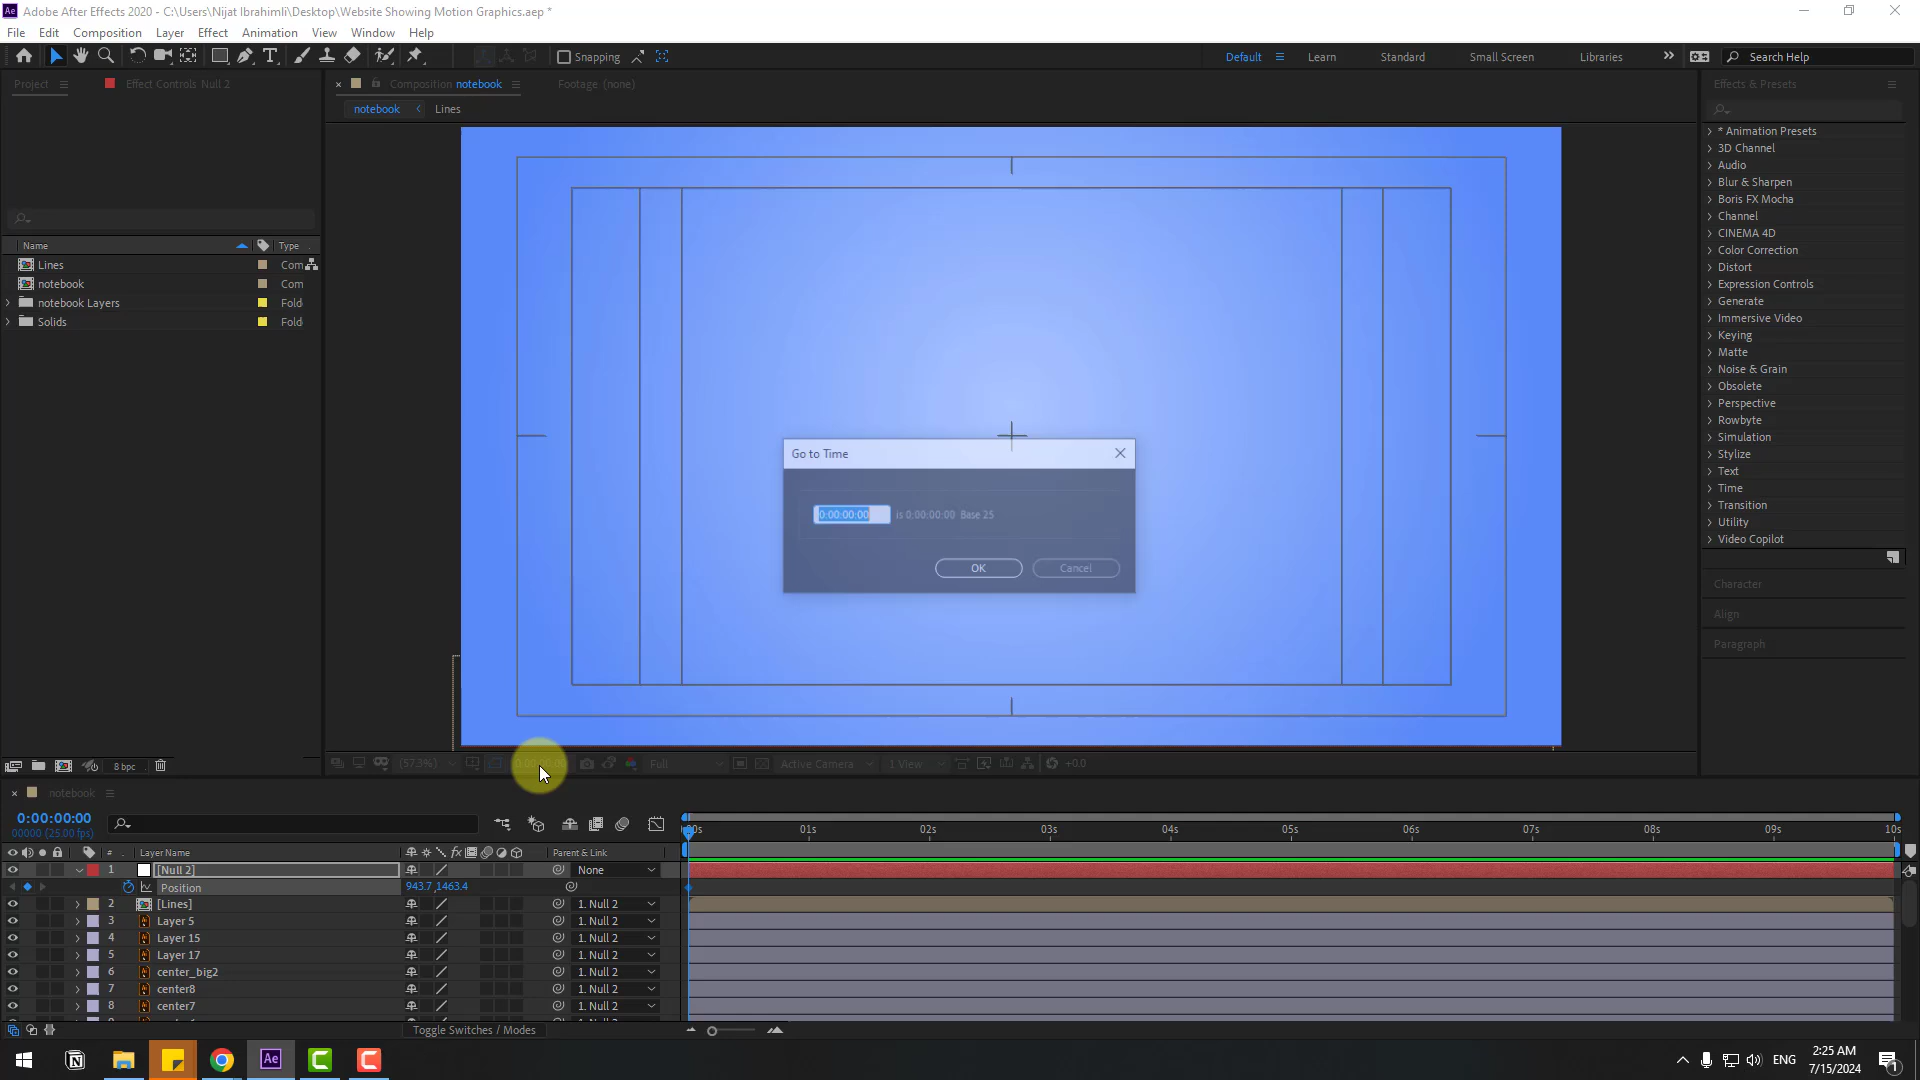 Adobe After Effects 2020 - C:\Users\Nijat Ibrahimli\Desktop\Website Showing Motion Graphics.aep *
File Edit Composition Layer Effect Animation View Window Help
Snapping
Default Learn Standard Small Screen Libraries
Search Help
Project
Effect Controls Null 2
Composition notebook
Footage (none)
Effects & Presets
notebook Lines
* Animation Presets
3D Channel
Audio
Blur & Sharpen
Boris FX Mocha
Channel
CINEMA 4D
Color Correction
Distort
Expression Controls
Generate
Immersive Video
Keying
Matte
Noise & Grain
Obsolete
Perspective
Rowbyte
Simulation
Stylize
Text
Time
Transition
Utility
Video Copilot
Character
Align
Paragraph
Name Type
Lines Com
notebook Com
notebook Layers Fold
Solids Fold
Go to Time
0:00:00:00 is 0:00:00:00 Base 25
OK Cancel
8 bpc
(57.3%) Full Active Camera 1 View +0.0
notebook
0:00:00:00
00000 (25.00 fps)
01s 02s 03s 04s 05s 06s 07s 08s 09s 10s
# Layer Name fx Parent & Link
1 [Null 2] None
Position 943.7,1463.4
2 [Lines] 1. Null 2
3 Layer 5 1. Null 2
4 Layer 15 1. Null 2
5 Layer 17 1. Null 2
6 center_big2 1. Null 2
7 center8 1. Null 2
8 center7 1. Null 2
Toggle Switches / Modes
Ae
ENG
2:25 AM
7/15/2024
1